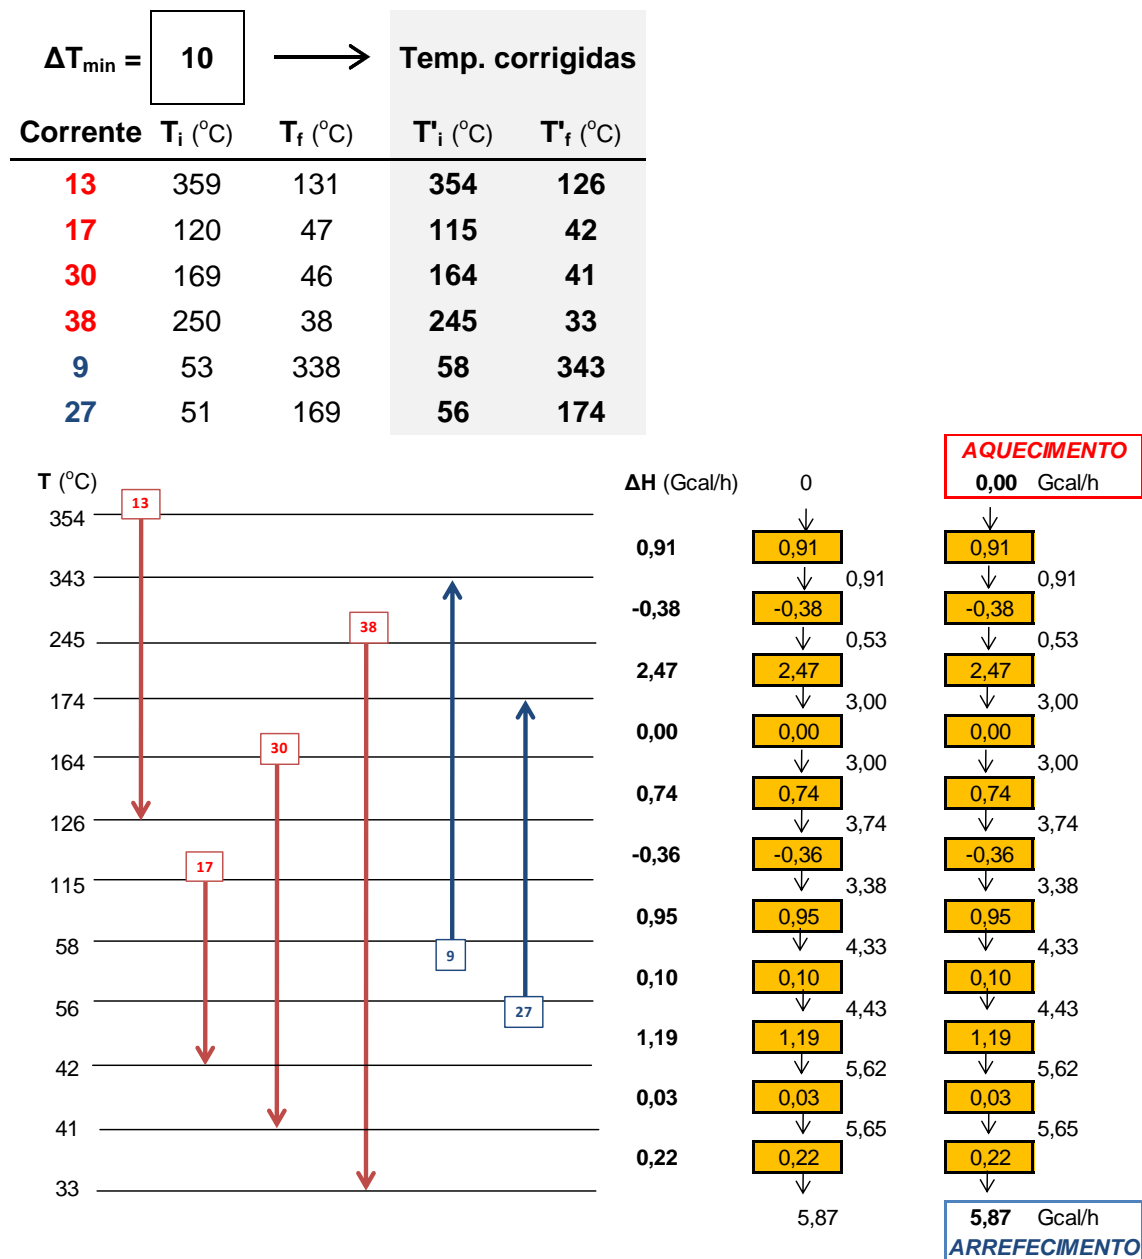 ΔTmin = 10 Temp. corrigidas
Corrente Ti (°C) Tf (°C) T'i (°C) T'f (°C)
13 359 131 354 126
17 120 47 115 42
30 169 46 164 41
38 250 38 245 33
9 53 338 58 343
27 51 169 56 174
AQUECIMENTO
T (°C) ΔH (Gcal/h) 0 0,00 Gcal/h
13
354
0,91 0,91 0,91
343 0,91 0,91
-0,38 -0,38 -0,38
38
245 0,53 0,53
2,47 2,47 2,47
174 3,00 3,00
0,00 0,00 0,00
30
164 3,00 3,00
0,74 0,74 0,74
126 3,74 3,74
-0,36 -0,36 -0,36
17
115 3,38 3,38
0,95 0,95 0,95
58 4,33 4,33
9
0,10 0,10 0,10
56 4,43 4,43
27
1,19 1,19 1,19
42 5,62 5,62
0,03 0,03 0,03
41 5,65 5,65
0,22 0,22 0,22
33
5,87 5,87 Gcal/h
ARREFECIMENTO